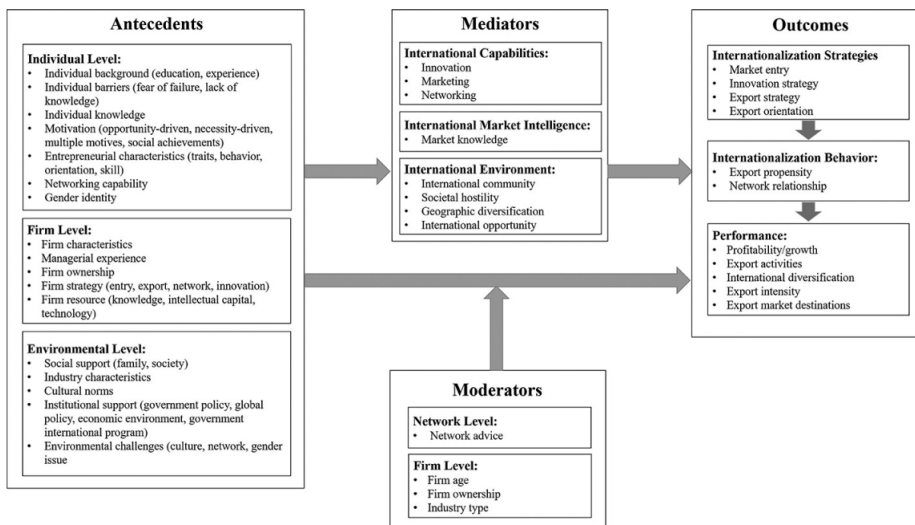 Antecedents
Individual Level:
• Individual background (education, experience)
• Individual barriers (fear of failure, lack of
knowledge)
• Individual knowledge
• Motivation (opportunity-driven, necessity-driven,
multiple motives, social achievements)
• Entrepreneurial characteristics (traits, behavior,
orientation, skill)
• Networking capability
• Gender identity
Firm Level:
• Firm characteristics
• Managerial experience
• Firm ownership
• Firm strategy (entry, export, network, innovation)
• Firm resource (knowledge, intellectual capital,
technology)
Environmental Level:
• Social support (family, society)
• Industry characteristics
• Cultural norms
• Institutional support (government policy, global
policy, economic environment, government
international program)
• Environmental challenges (culture, network, gender
issue
Mediators
International Capabilities:
• Innovation
• Marketing
• Networking
International Market Intelligence:
• Market knowledge
International Environment:
• International community
• Societal hostility
• Geographic diversification
• International opportunity
Moderators
Network Level:
• Network advice
Firm Level:
• Firm age
• Firm ownership
• Industry type
Outcomes
Internationalization Strategies
• Market entry
• Innovation strategy
• Export strategy
• Export orientation
Internationalization Behavior:
• Export propensity
• Network relationship
Performance:
• Profitability/growth
• Export activities
• International diversification
• Export intensity
• Export market destinations